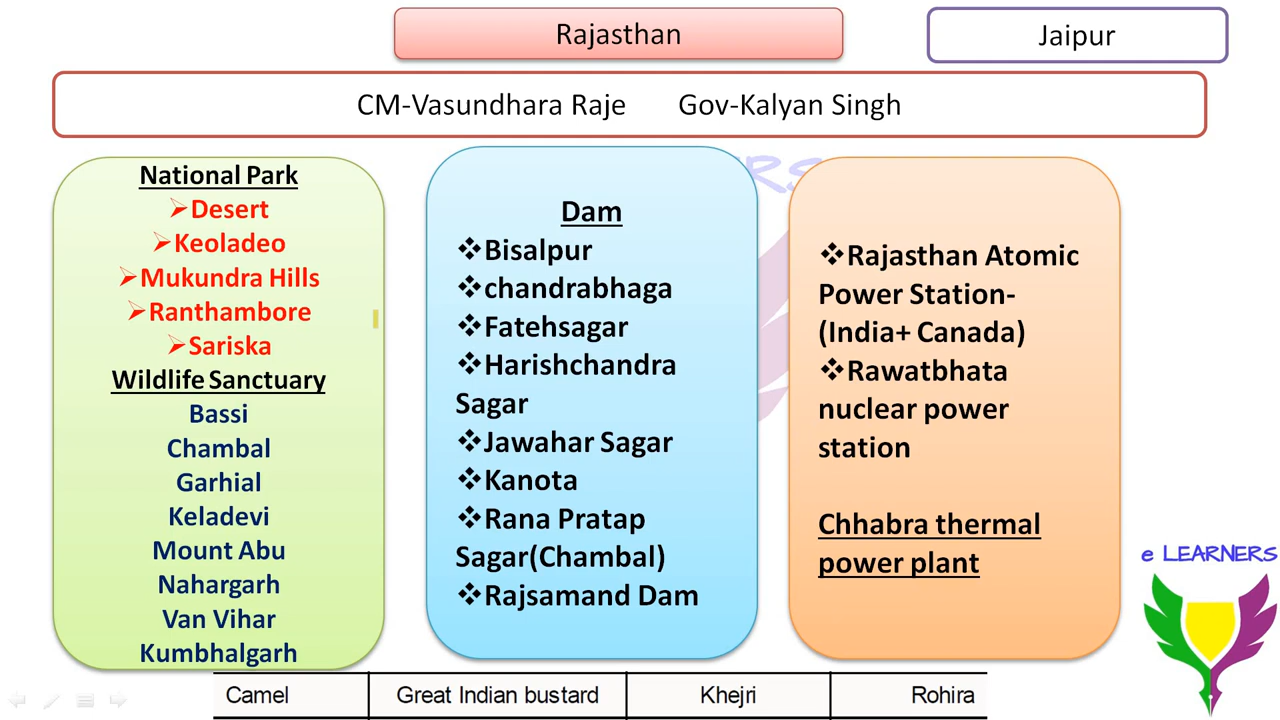 Rajasthan
Jaipur
CM-Vasundhara Raje Gov-Kalyan Singh
National Park
➢Desert
➢Keoladeo
➢Mukundra Hills
➢Ranthambore
➢Sariska
Wildlife Sanctuary
Bassi
Chambal
Garhial
Keladevi
Mount Abu
Nahargarh
Van Vihar
Kumbhalgarh
Dam
❖Bisalpur
❖chandrabhaga
❖Fatehsagar
❖Harishchandra
Sagar
❖Jawahar Sagar
❖Kanota
❖Rana Pratap
Sagar(Chambal)
❖Rajsamand Dam
❖Rajasthan Atomic
Power Station-
(India+ Canada)
❖Rawatbhata
nuclear power
station
Chhabra thermal
power plant
e LEARNERS
Camel Great Indian bustard Khejri Rohira